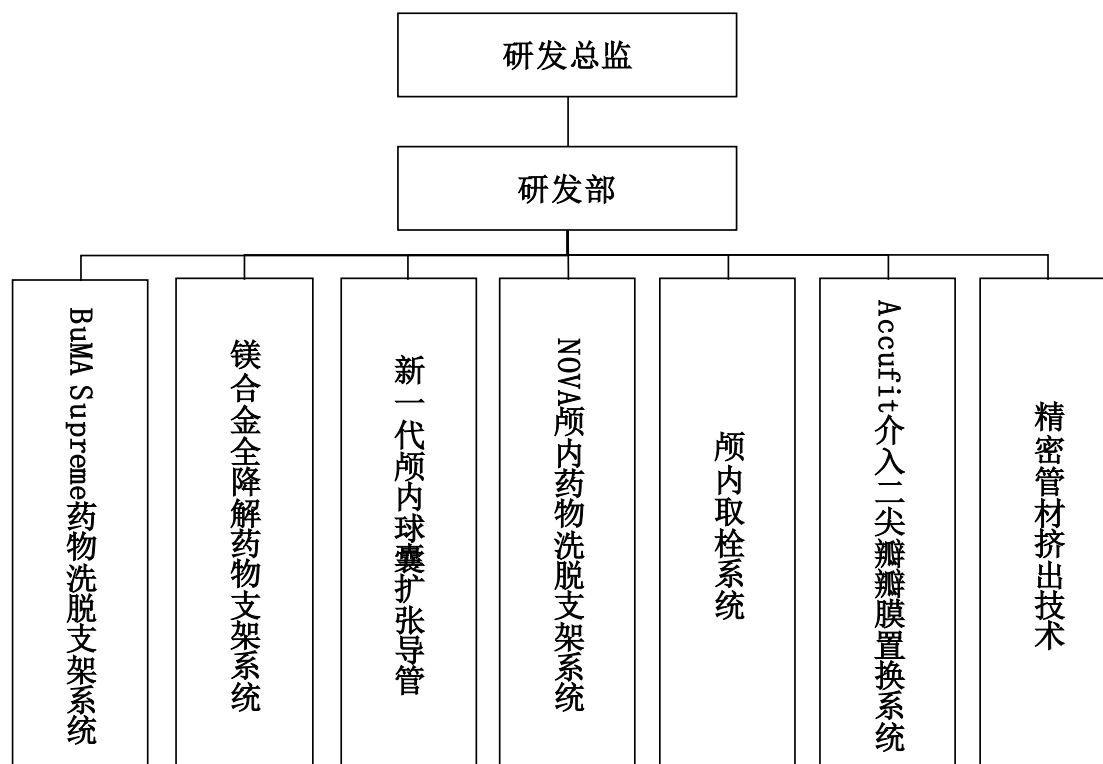 研发总监
研发部
BuMA Supreme药物洗脱支架系统
镁合金全降解药物支架系统
新一代颅内球囊扩张导管
NOVA颅内药物洗脱支架系统
颅内取栓系统
Accufit介入二尖瓣瓣膜置换系统
精密管材挤出技术